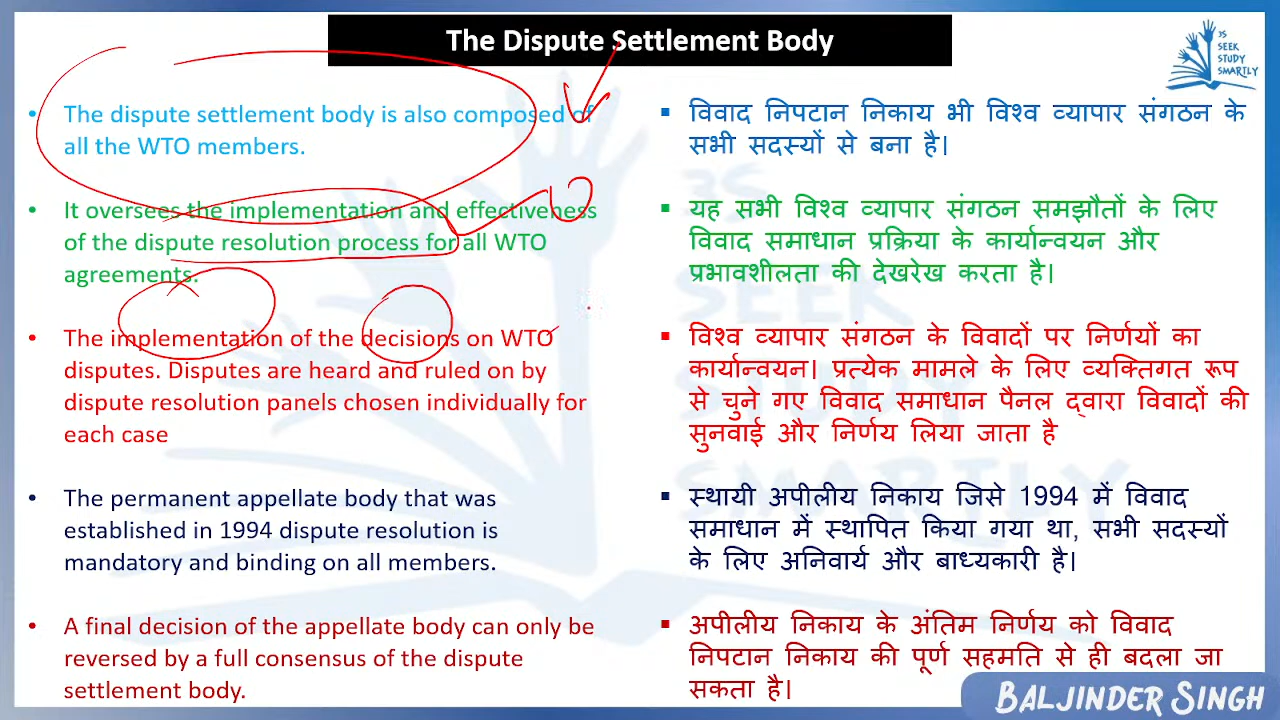 The Dispute Settlement Body
3S
SEEK
STUDY
SMARTLY
• The dispute settlement body is also composed of
all the WTO members.
• It oversees the implementation and effectiveness
of the dispute resolution process for all WTO
agreements.
• The implementation of the decisions on WTO
disputes. Disputes are heard and ruled on by
dispute resolution panels chosen individually for
each case
• The permanent appellate body that was
established in 1994 dispute resolution is
mandatory and binding on all members.
• A final decision of the appellate body can only be
reversed by a full consensus of the dispute
settlement body.
▪ विवाद निपटान निकाय भी विश्व व्यापार संगठन के
सभी सदस्यों से बना है।
▪ यह सभी विश्व व्यापार संगठन समझौतों के लिए
विवाद समाधान प्रक्रिया के कार्यान्वयन और
प्रभावशीलता की देखरेख करता है।
▪ विश्व व्यापार संगठन के विवादों पर निर्णयों का
कार्यान्वयन। प्रत्येक मामले के लिए व्यक्तिगत रूप
से चुने गए विवाद समाधान पैनल द्वारा विवादों की
सुनवाई और निर्णय लिया जाता है
▪ स्थायी अपीलीय निकाय जिसे 1994 में विवाद
समाधान में स्थापित किया गया था, सभी सदस्यों
के लिए अनिवार्य और बाध्यकारी है।
▪ अपीलीय निकाय के अंतिम निर्णय को विवाद
निपटान निकाय की पूर्ण सहमति से ही बदला जा
सकता है।
3S
SEEK
STUDY
SMARTLY
BALJINDER SINGH